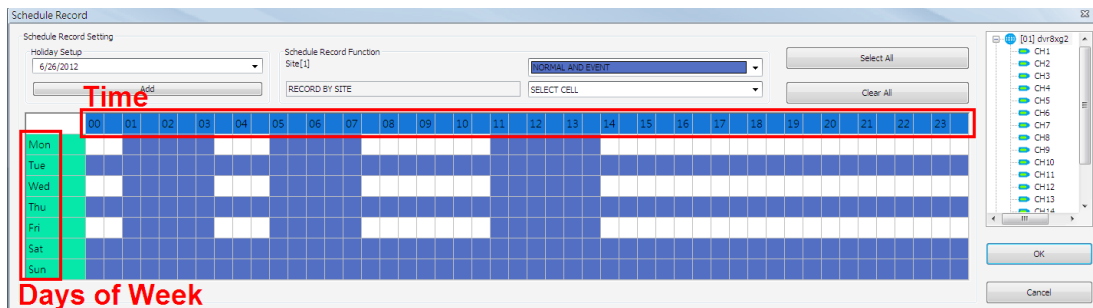 Schedule Record
Schedule Record Setting
Holiday Setup
6/26/2012
Add
Schedule Record Function
Site[1]
NORMAL AND EVENT
RECORD BY SITE
SELECT CELL
Select All
Clear All
Time
00 01 02 03 04 05 06 07 08 09 10 11 12 13 14 15 16 17 18 19 20 21 22 23
Mon
Tue
Wed
Thu
Fri
Sat
Sun
Days of Week
[01] dvr8xg2
CH1
CH2
CH3
CH4
CH5
CH6
CH7
CH8
CH9
CH10
CH11
CH12
CH13
CH14
OK
Cancel